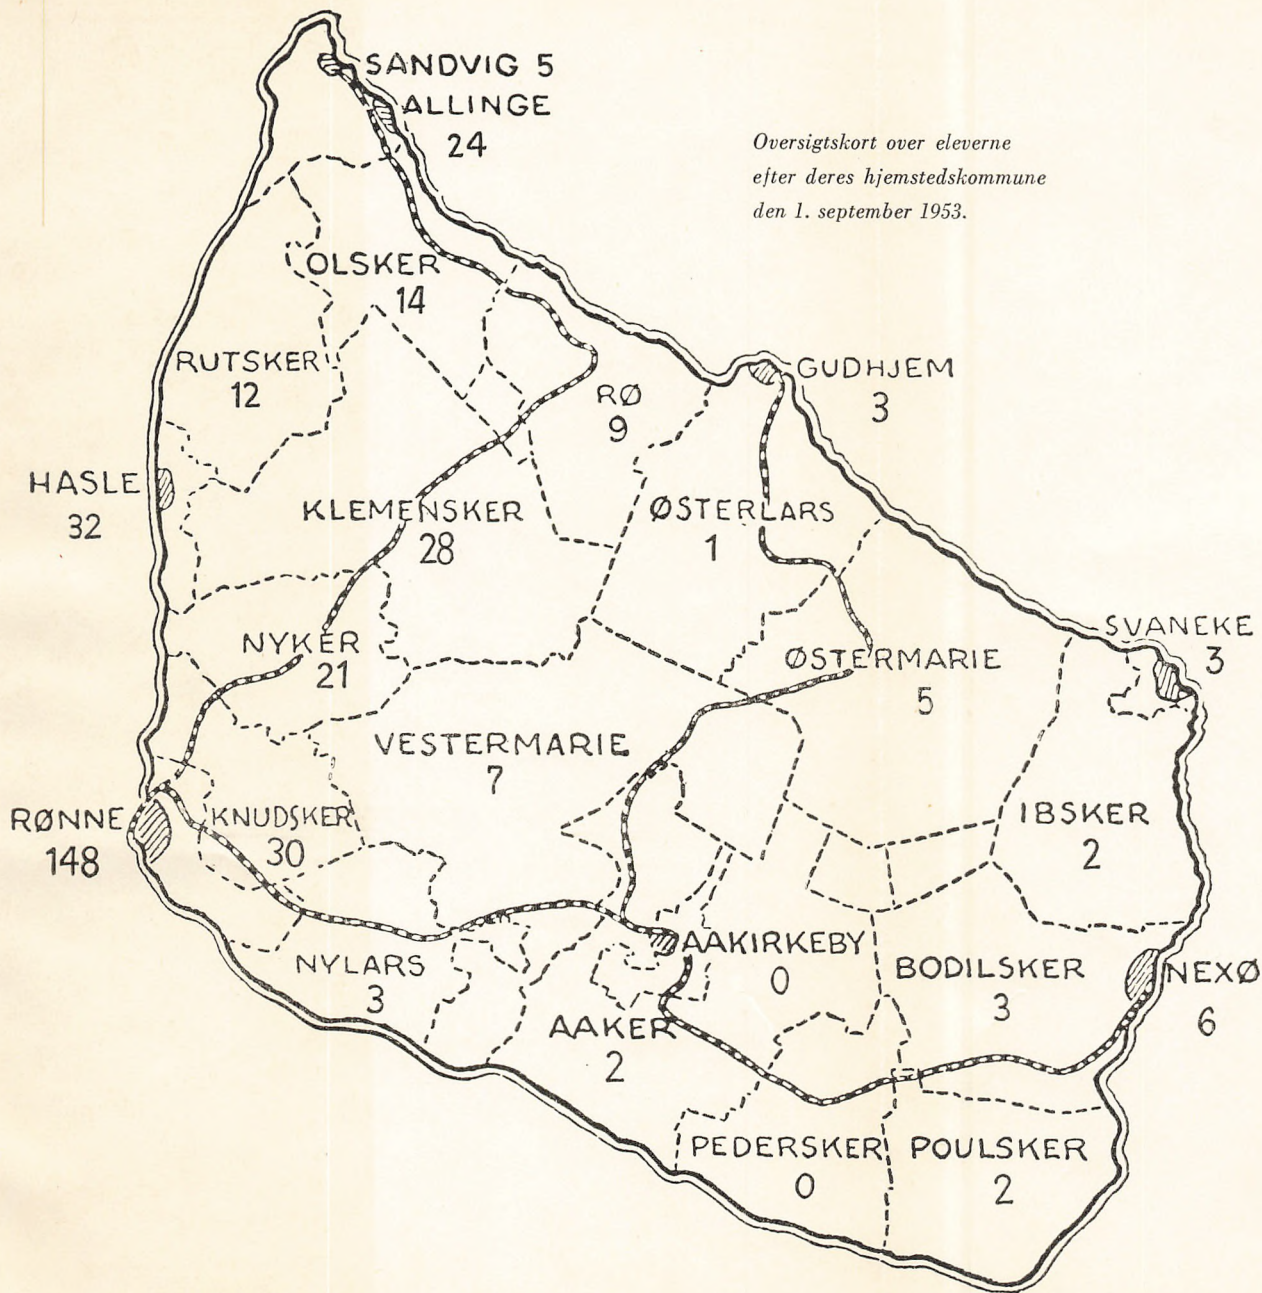 SANDVIG 5
ALLINGE
24
Oversigtskort over eleverne
efter deres hjemstedskommune
den 1. september 1953.
OLSKER
14
RUTSKER
12
GUDHJEM
3
RØ
9
HASLE
32
KLEMENSKER
28
ØSTERLARS
1
NYKER
21
SVANEKE
3
ØSTERMARIE
5
VESTERMARIE
7
RØNNE
148
KNUDSKER
30
IBSKER
2
NYLARS
3
AAKIRKEBY
0
BODILSKER
3
NEXØ
6
AAKER
2
PEDERSKER
0
POULSKER
2